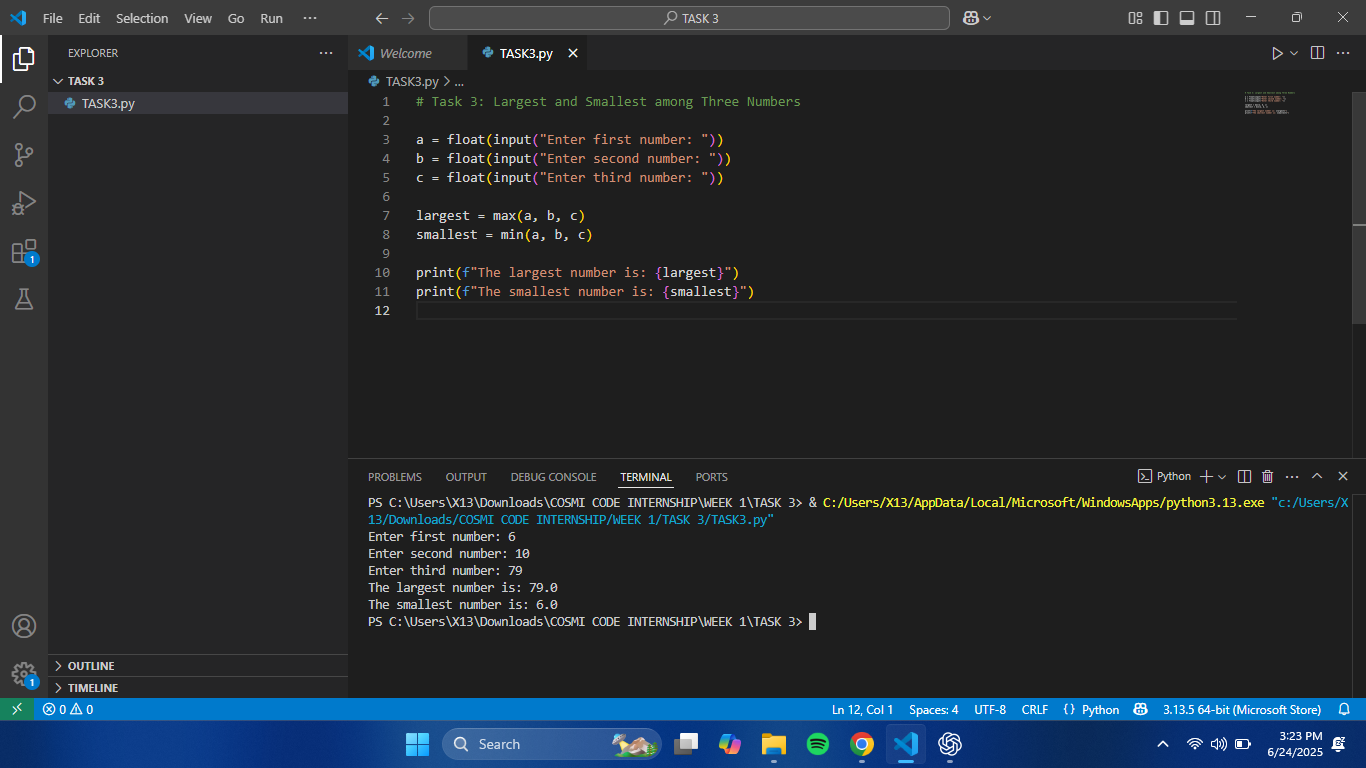 File Edit Selection View Go Run ···
TASK 3
EXPLORER ···
TASK 3
TASK3.py
OUTLINE
TIMELINE
Welcome
TASK3.py
TASK3.py > ...
1 # Task 3: Largest and Smallest among Three Numbers
2
3 a = float(input("Enter first number: "))
4 b = float(input("Enter second number: "))
5 c = float(input("Enter third number: "))
6
7 largest = max(a, b, c)
8 smallest = min(a, b, c)
9
10 print(f"The largest number is: {largest}")
11 print(f"The smallest number is: {smallest}")
12
PROBLEMS OUTPUT DEBUG CONSOLE TERMINAL PORTS
Python
PS C:\Users\X13\Downloads\COSMI CODE INTERNSHIP\WEEK 1\TASK 3> & C:/Users/X13/AppData/Local/Microsoft/WindowsApps/python3.13.exe "c:/Users/X
13/Downloads/COSMI CODE INTERNSHIP/WEEK 1/TASK 3/TASK3.py"
Enter first number: 6
Enter second number: 10
Enter third number: 79
The largest number is: 79.0
The smallest number is: 6.0
PS C:\Users\X13\Downloads\COSMI CODE INTERNSHIP\WEEK 1\TASK 3>
1
1
0 0
Ln 12, Col 1 Spaces: 4 UTF-8 CRLF {} Python 3.13.5 64-bit (Microsoft Store)
Search
3:23 PM
6/24/2025